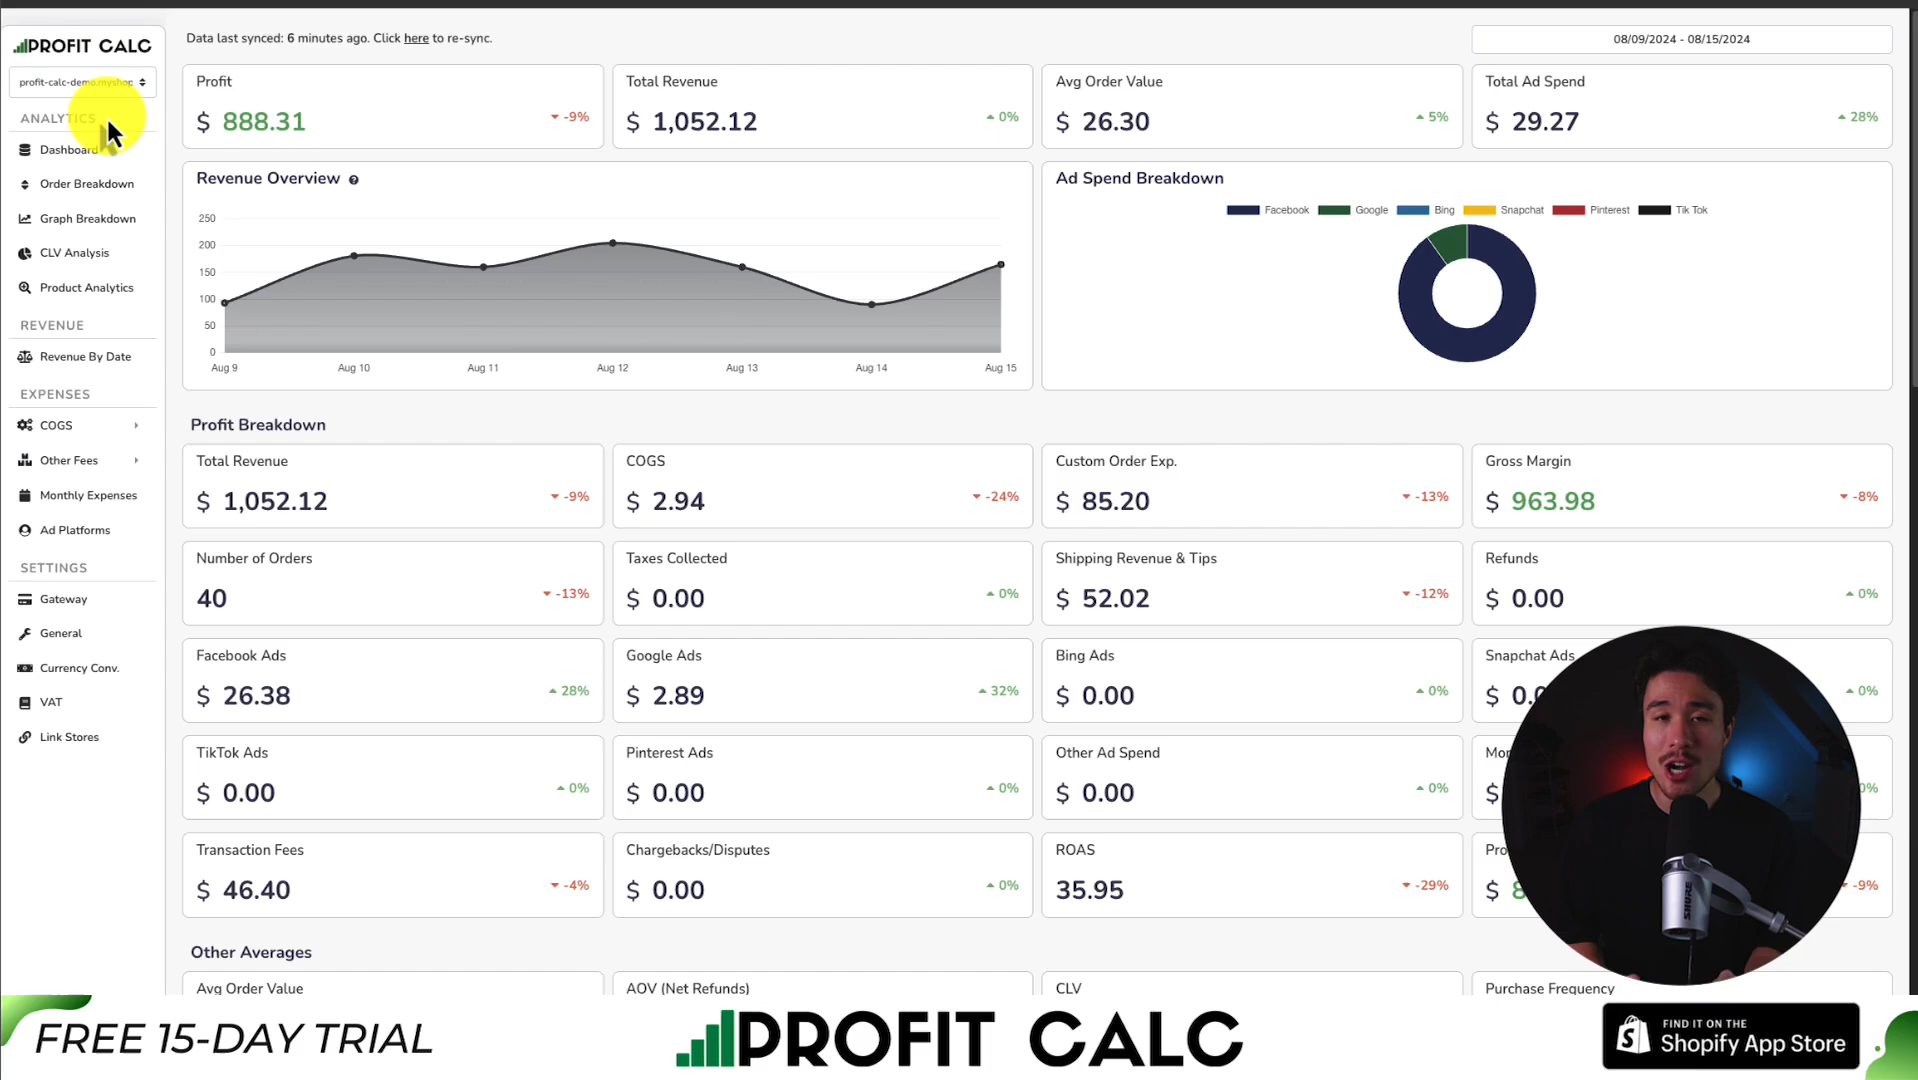 PROFIT CALC
profit-calc-demo.myshop
ANALYTICS
Dashboard
Order Breakdown
Graph Breakdown
CLV Analysis
Product Analytics
REVENUE
Revenue By Date
EXPENSES
COGS
Other Fees
Monthly Expenses
Ad Platforms
SETTINGS
Gateway
General
Currency Conv.
VAT
Link Stores
Data last synced: 6 minutes ago. Click here to re-sync.
08/09/2024 - 08/15/2024
Profit
$ 888.31 -9%
Total Revenue
$ 1,052.12 0%
Avg Order Value
$ 26.30 5%
Total Ad Spend
$ 29.27 28%
Revenue Overview
250
200
150
100
50
0
Aug 9 Aug 10 Aug 11 Aug 12 Aug 13 Aug 14 Aug 15
Ad Spend Breakdown
Facebook Google Bing Snapchat Pinterest Tik Tok
Profit Breakdown
Total Revenue
$ 1,052.12 -9%
COGS
$ 2.94 -24%
Custom Order Exp.
$ 85.20 -13%
Gross Margin
$ 963.98 -8%
Number of Orders
40 -13%
Taxes Collected
$ 0.00 0%
Shipping Revenue & Tips
$ 52.02 -12%
Refunds
$ 0.00 0%
Facebook Ads
$ 26.38 28%
Google Ads
$ 2.89 32%
Bing Ads
$ 0.00 0%
Snapchat Ads
$ 0.0 0%
TikTok Ads
$ 0.00 0%
Pinterest Ads
$ 0.00 0%
Other Ad Spend
$ 0.00 0%
$ 0%
Transaction Fees
$ 46.40 -4%
Chargebacks/Disputes
$ 0.00 0%
ROAS
35.95 -29%
$ 8 -9%
Other Averages
Avg Order Value
AOV (Net Refunds)
CLV
Purchase Frequency
SHURE
FREE 15-DAY TRIAL
PROFIT CALC
FIND IT ON THE
Shopify App Store